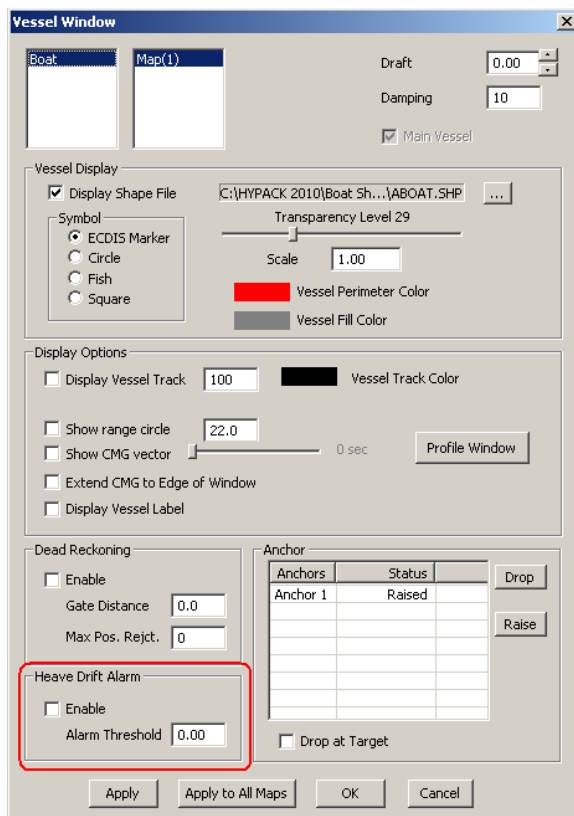 Vessel Window
Boat
Map(1)
Draft 0.00
Damping 10
Main Vessel
Vessel Display
Display Shape File C:\HYPACK 2010\Boat Sh...\ABOAT.SHP ...
Symbol
ECDIS Marker
Circle
Fish
Square
Transparency Level 29
Scale 1.00
Vessel Perimeter Color
Vessel Fill Color
Display Options
Display Vessel Track 100 Vessel Track Color
Show range circle 22.0
Show CMG vector 0 sec Profile Window
Extend CMG to Edge of Window
Display Vessel Label
Dead Reckoning
Enable
Gate Distance 0.0
Max Pos. Rejct. 0
Heave Drift Alarm
Enable
Alarm Threshold 0.00
Anchor
Anchors Status
Anchor 1 Raised
Drop
Raise
Drop at Target
Apply Apply to All Maps OK Cancel